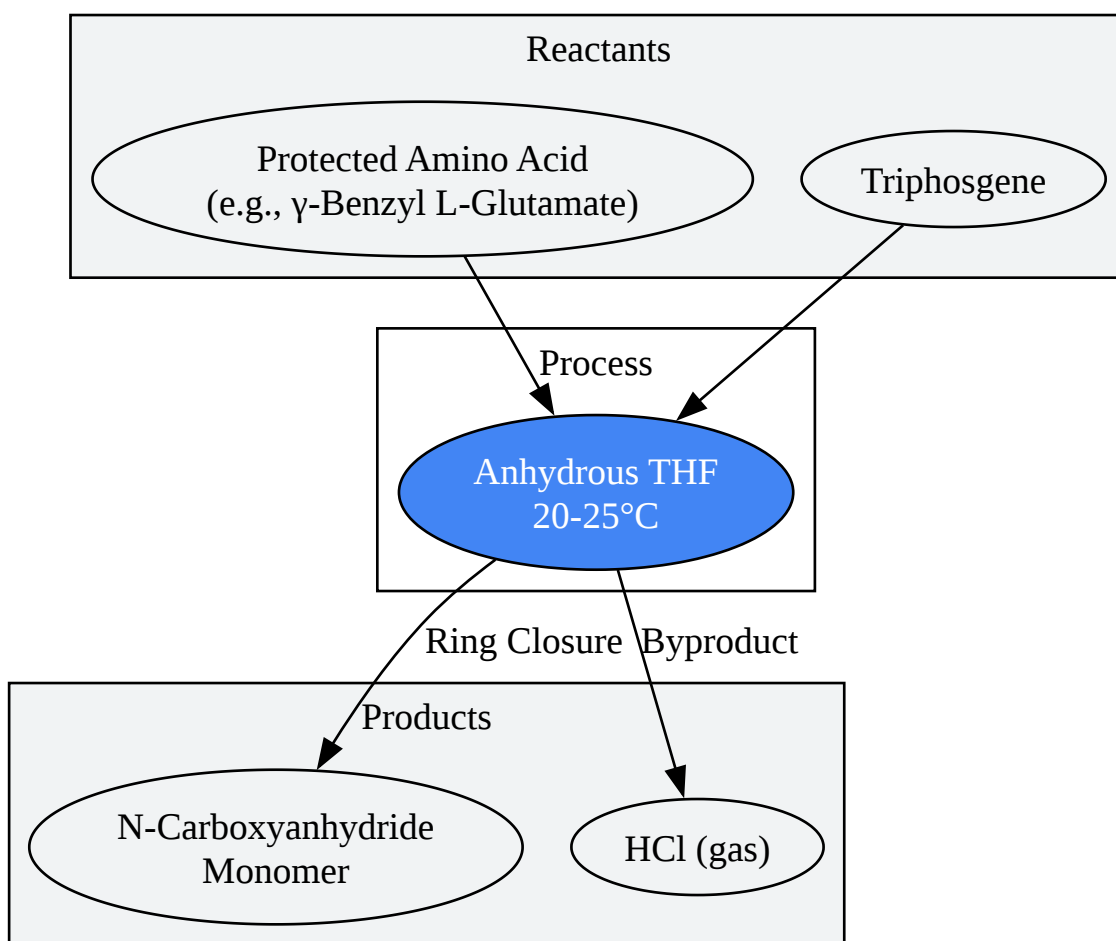 Reactants
Protected Amino Acid
(e.g., γ-Benzyl L-Glutamate)
Triphosgene
Process
Anhydrous THF
20-25°C
Ring Closure
Byproduct
Products
N-Carboxyanhydride
Monomer
HCl (gas)